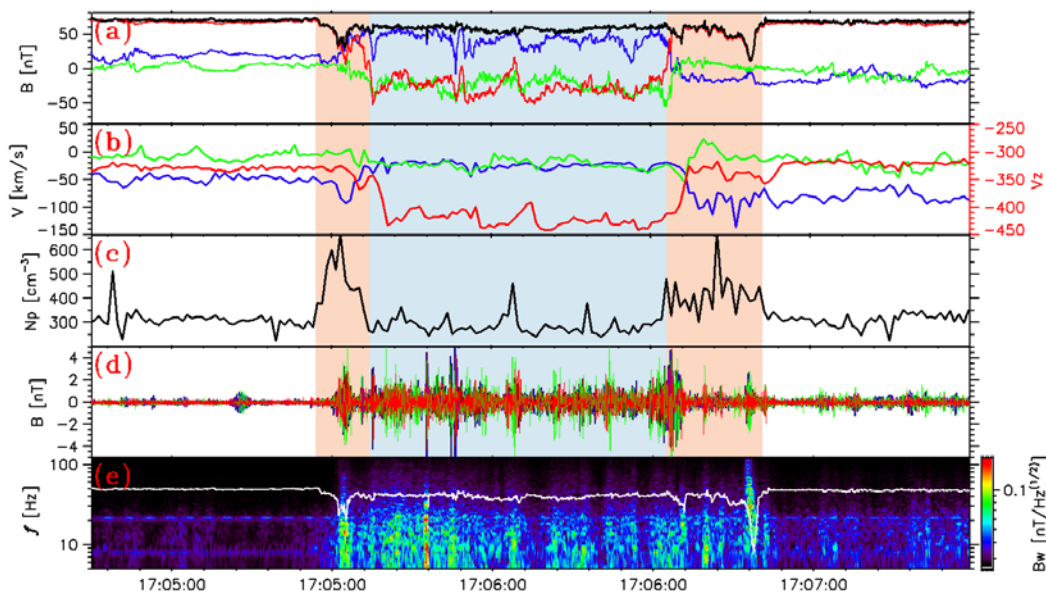 (a)
B [nT]
50
0
−50
(b)
V [km/s]
50
0
−50
−100
−150
−250
−300
−350
−400
−450
Vz
(c)
Np [cm⁻³]
600
500
400
300
(d)
B [nT]
4
2
0
−2
−4
(e)
f [Hz]
100
10
0.1
Bw [nT/Hz^(1/2)]
17:05:00 17:05:00 17:06:00 17:06:00 17:07:00